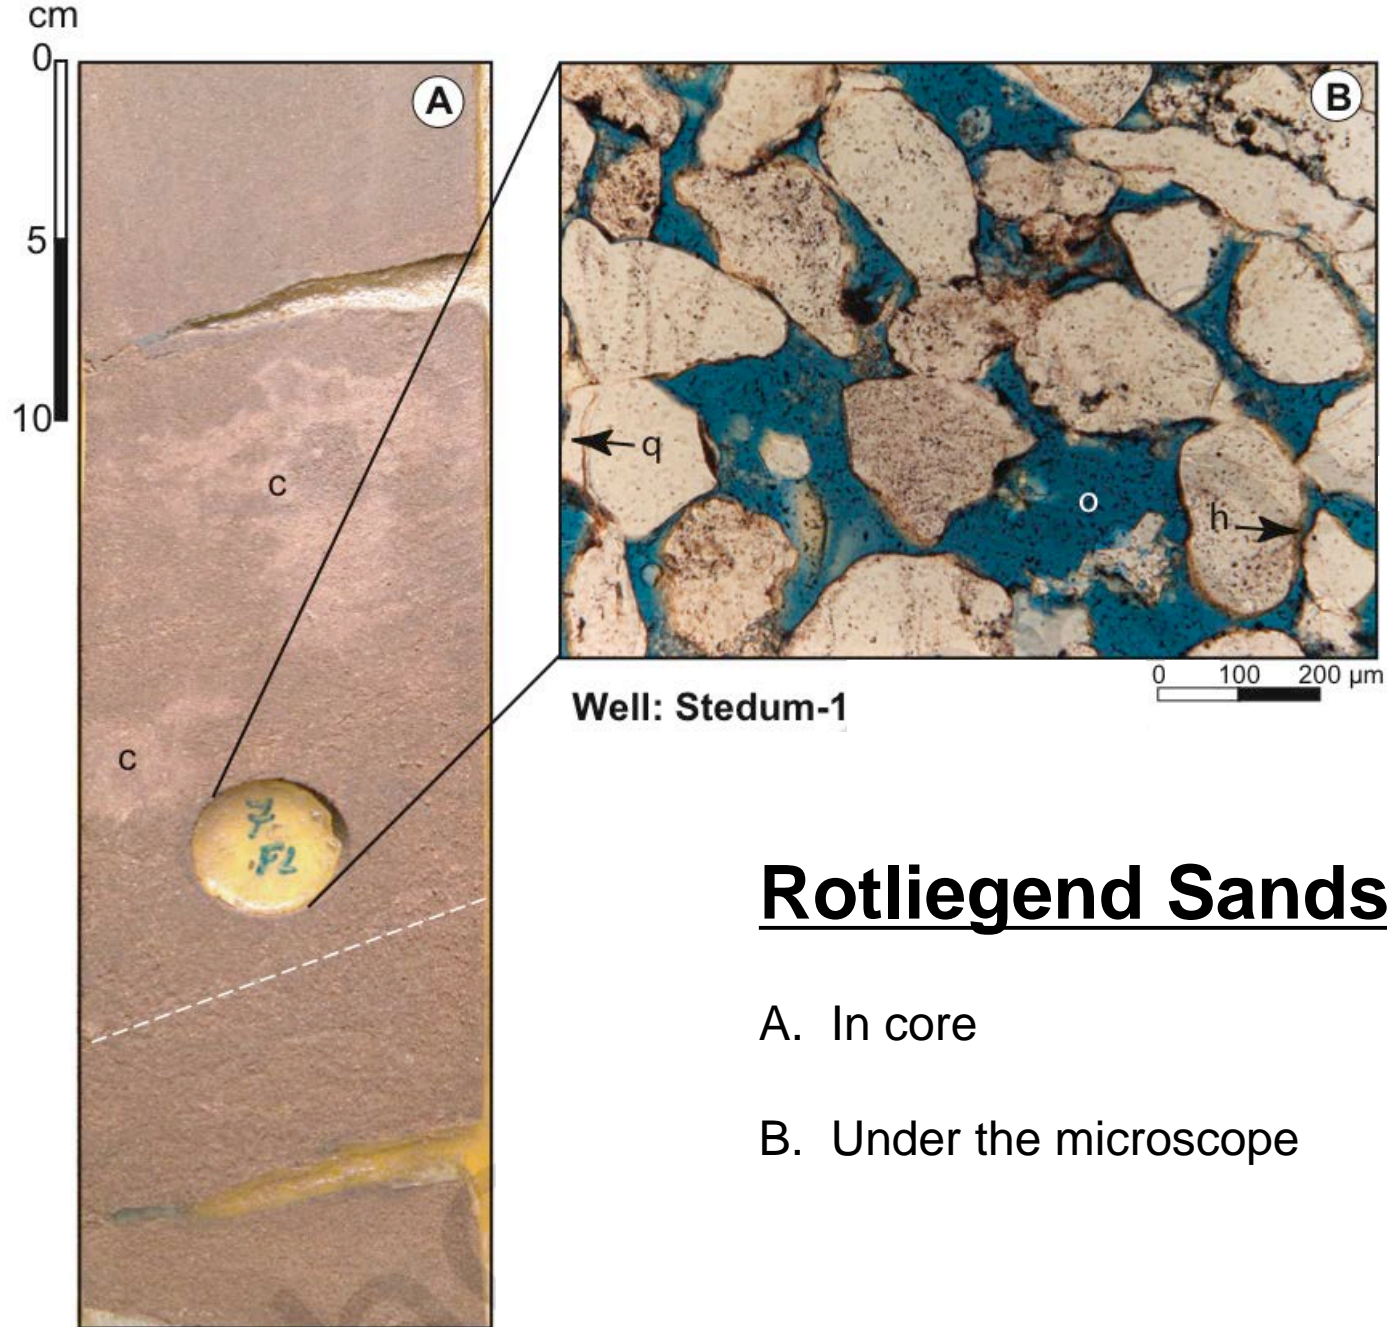 cm
0
A
B
5
10
c
q
o
h
c
0 100 200 µm
Well: Stedum-1
Rotliegend Sands
A. In core
B. Under the microscope